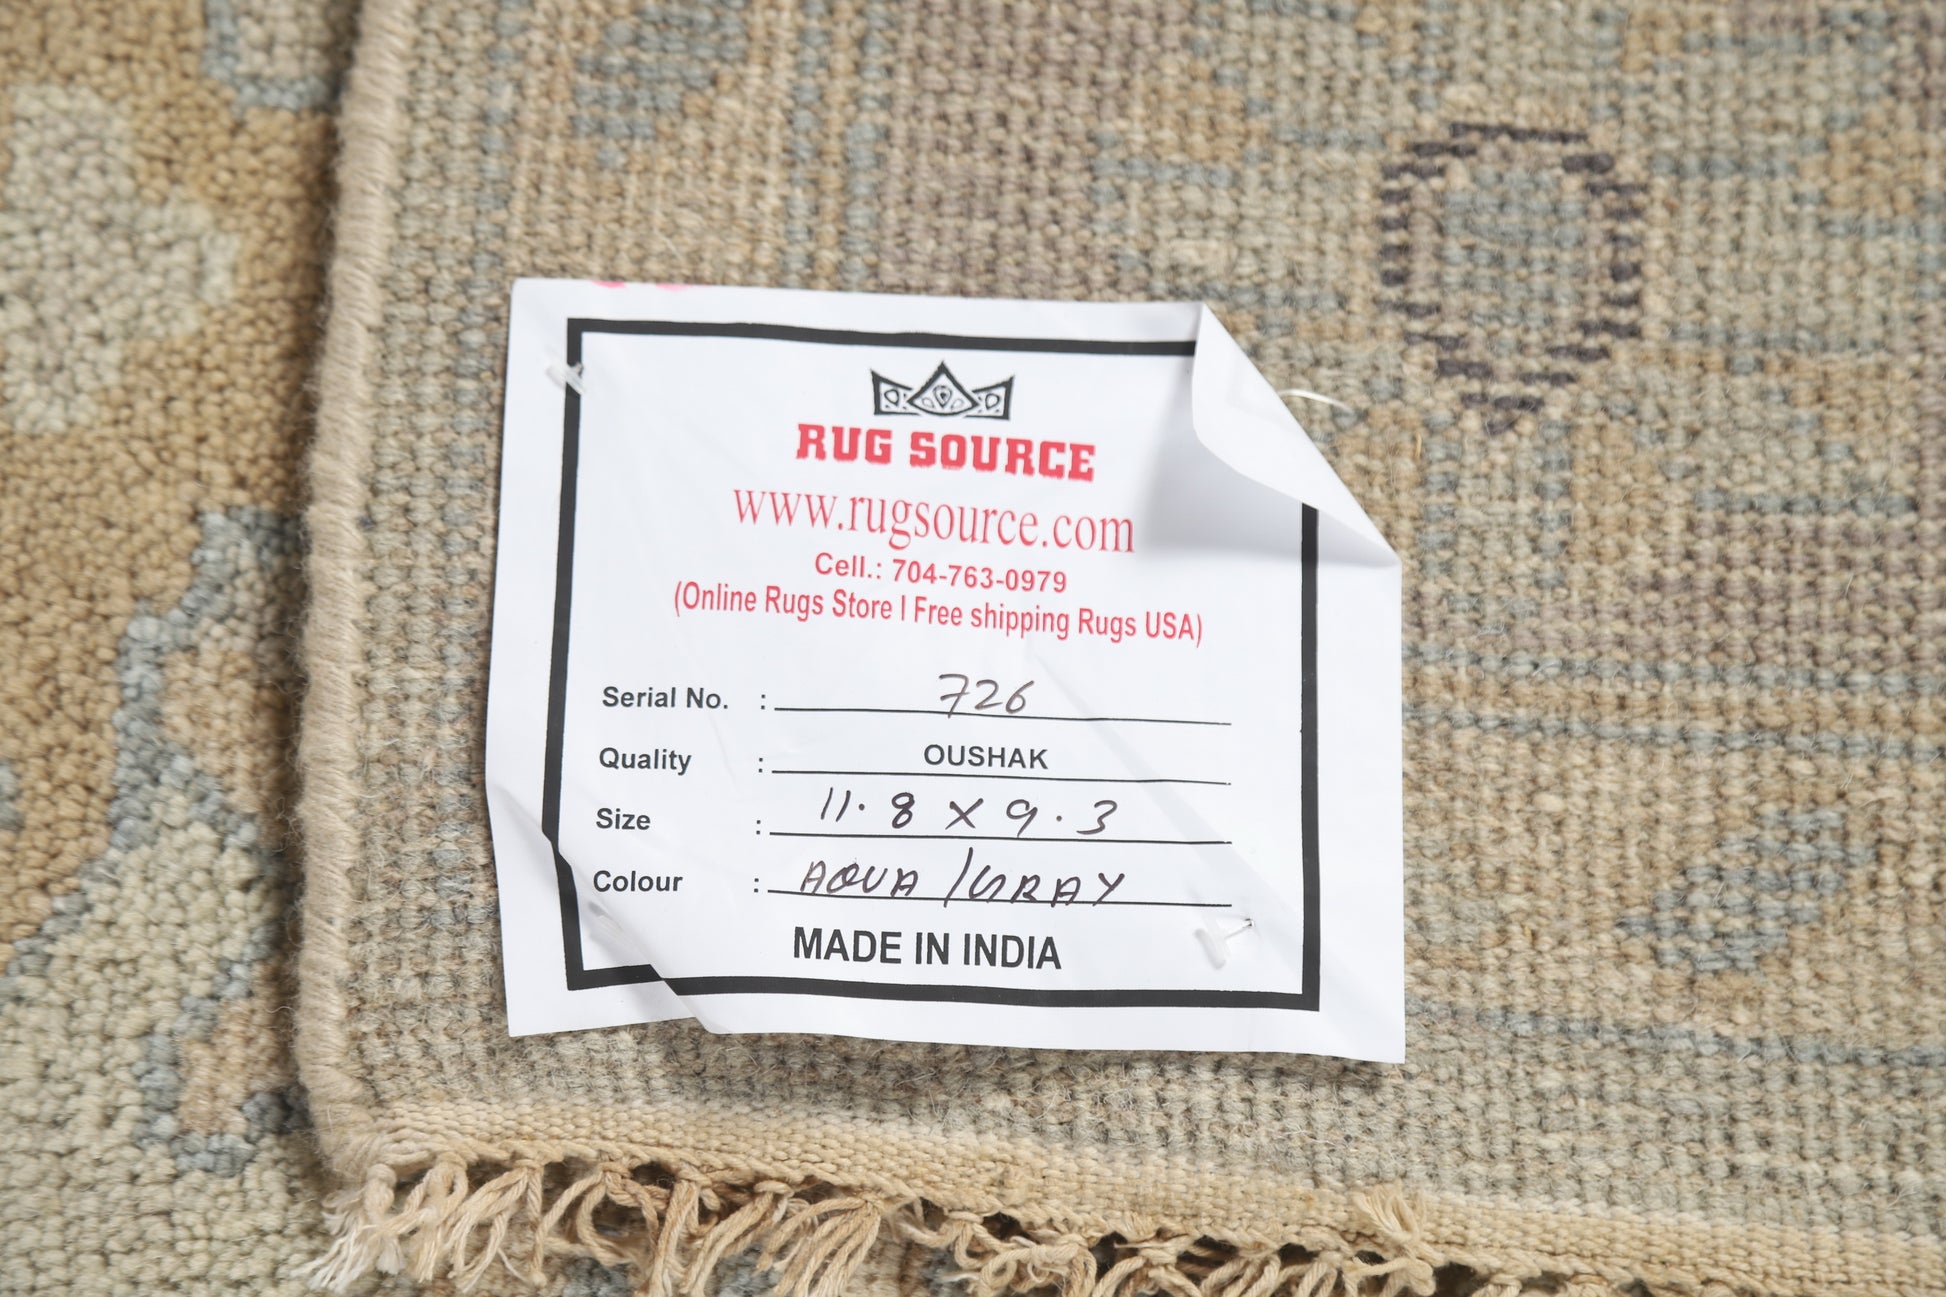 RUG SOURCE
www.rugsource.com
Cell.: 704-763-0979
(Online Rugs Store I Free shipping Rugs USA)
Serial No. : 726
Quality : OUSHAK
Size : 11.8 X 9.3
Colour : AQUA / GRAY
MADE IN INDIA